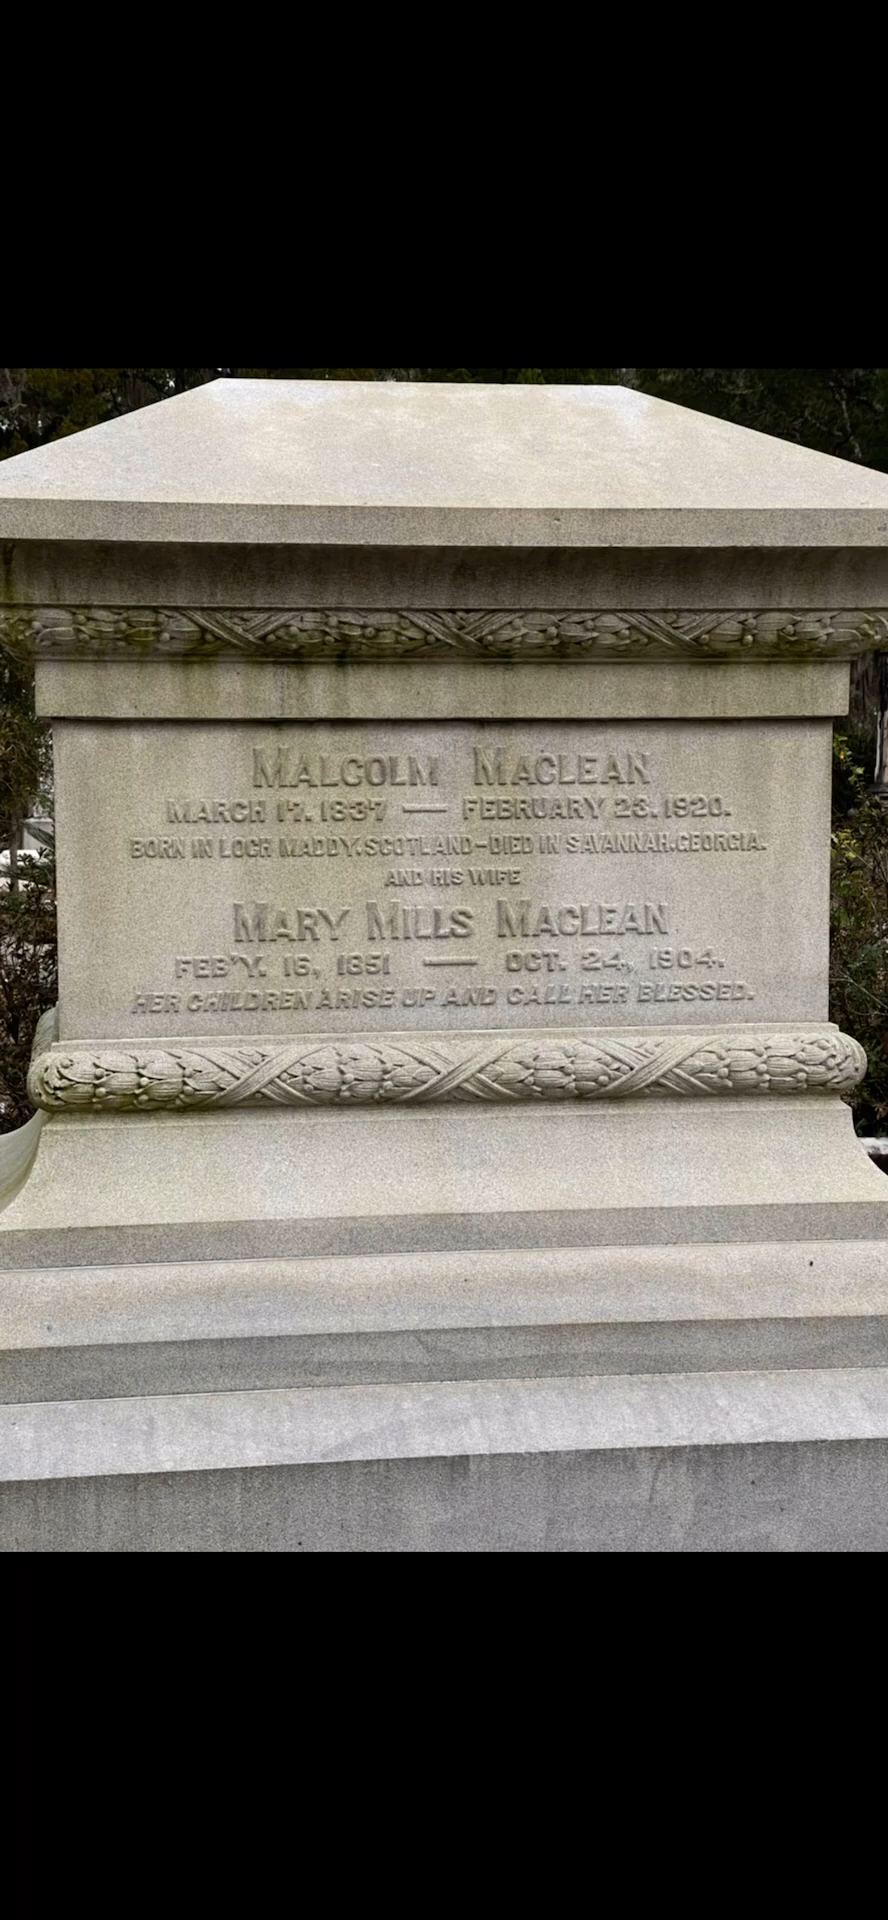 MALCOLM MACLEAN
MARCH 17. 1837 — FEBRUARY 23. 1920.
BORN IN LOCH MADDY, SCOTLAND–DIED IN SAVANNAH, GEORGIA.
AND HIS WIFE
MARY MILLS MACLEAN
FEB'Y. 16, 1851 — OCT. 24, 1904.
HER CHILDREN ARISE UP AND CALL HER BLESSED.